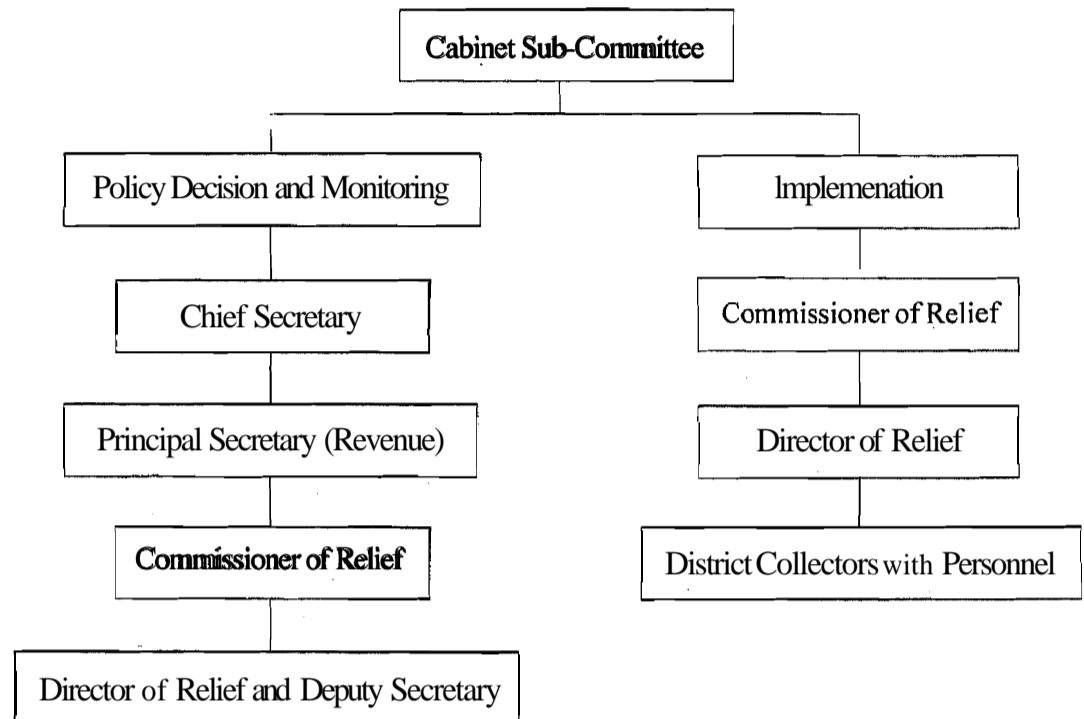 Cabinet Sub-Committee
Policy Decision and Monitoring
Chief Secretary
Principal Secretary (Revenue)
Commissioner of Relief
Director of Relief and Deputy Secretary
Implemenation
Commissioner of Relief
Director of Relief
District Collectors with Personnel